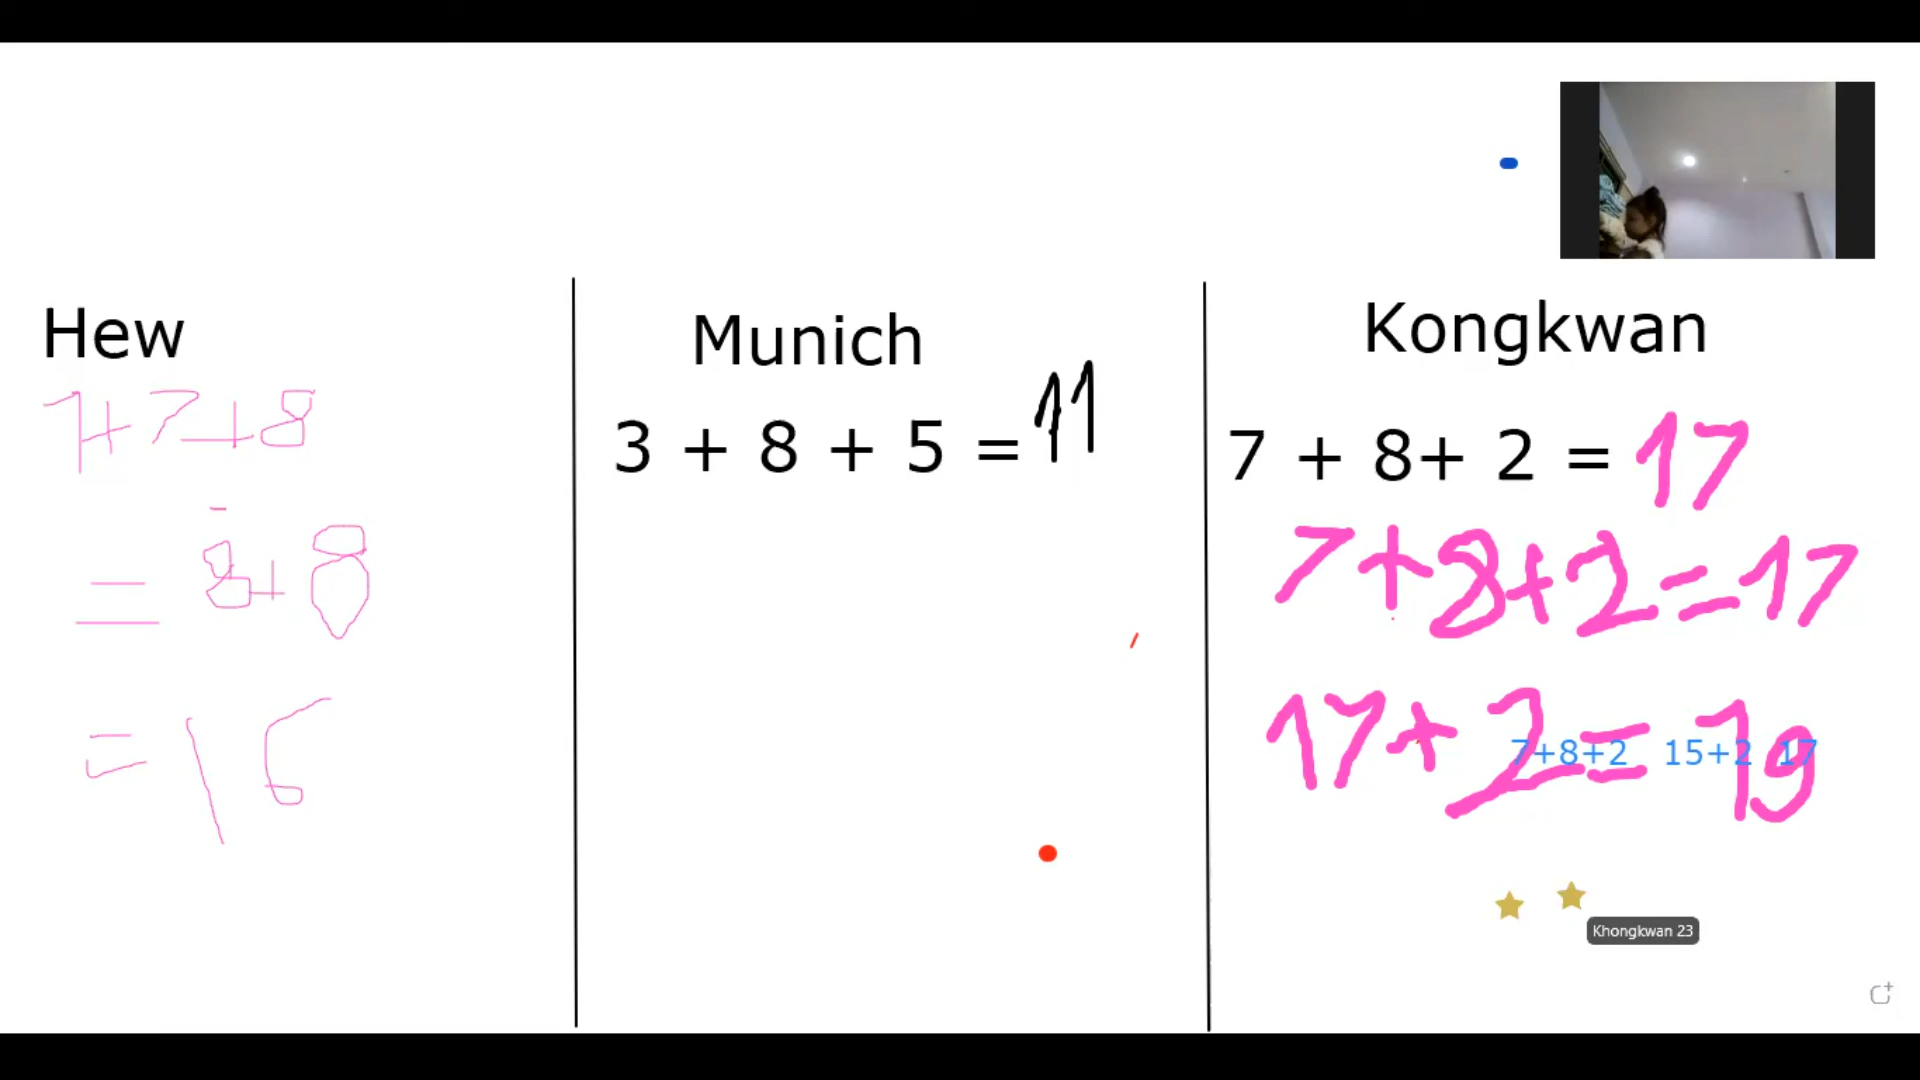 Hew
1+7+8
= 8+8
= 16
Munich
3 + 8 + 5 = 11
Kongkwan
7 + 8+ 2 = 17
7+8+2=17
17+2=19
7+8+2 15+2 17
Khongkwan 23